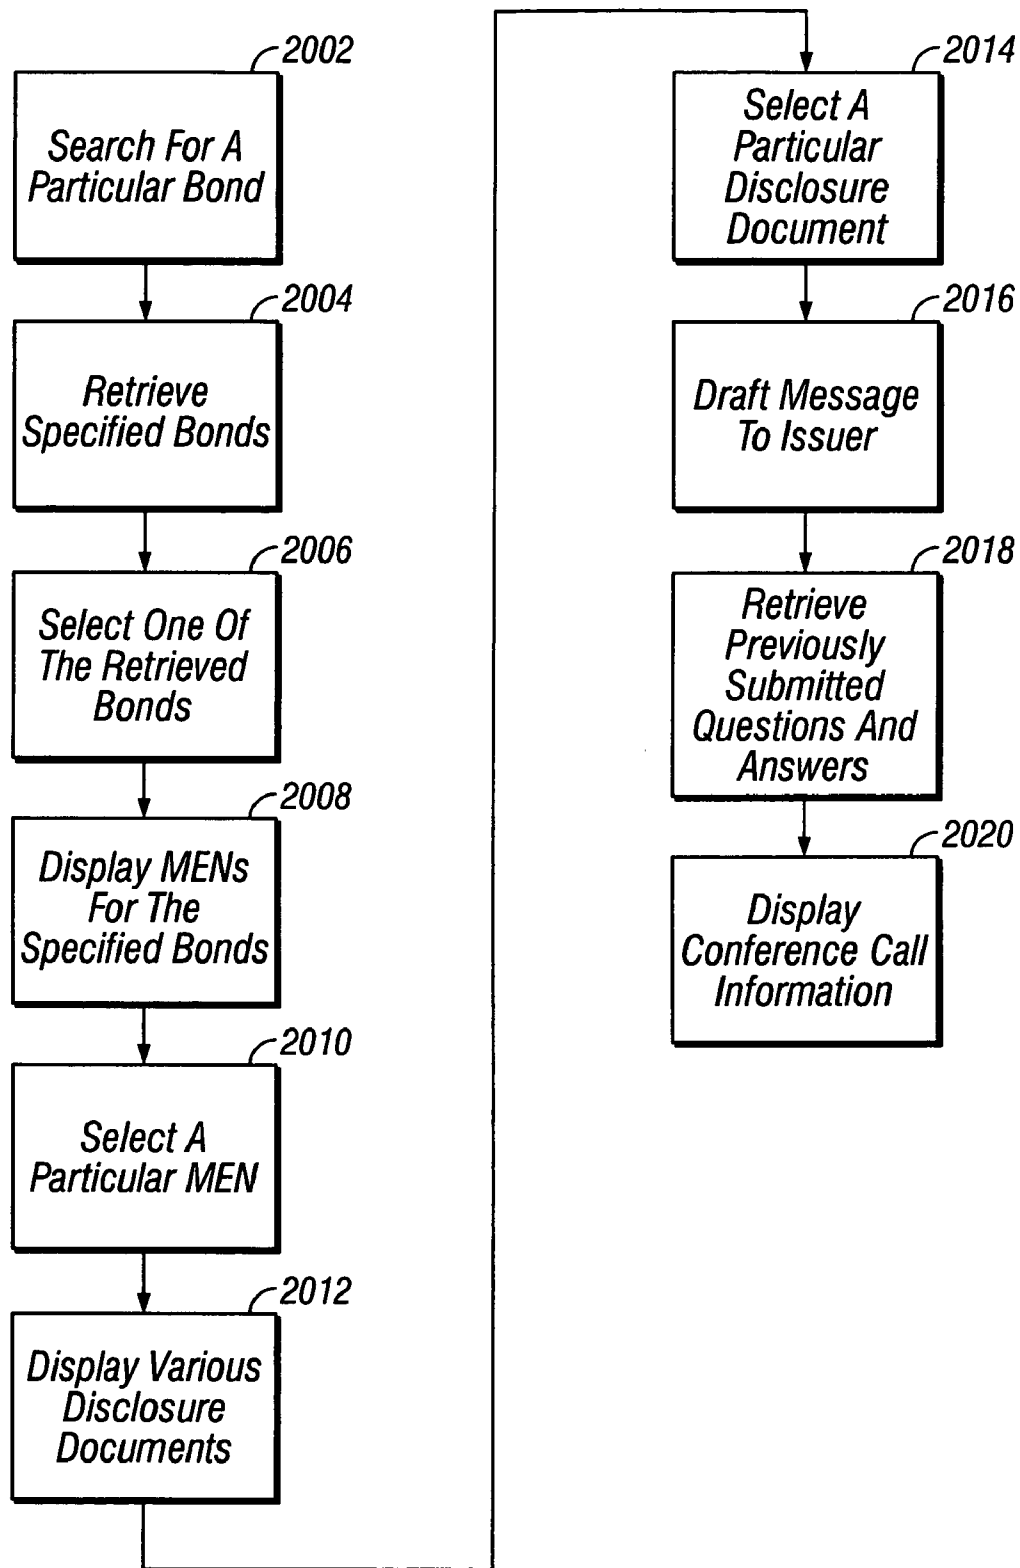 2002
Search For A
Particular Bond
2004
Retrieve
Specified Bonds
2006
Select One Of
The Retrieved
Bonds
2008
Display MENs
For The
Specified Bonds
2010
Select A
Particular MEN
2012
Display Various
Disclosure
Documents
2014
Select A
Particular
Disclosure
Document
2016
Draft Message
To Issuer
2018
Retrieve
Previously
Submitted
Questions And
Answers
2020
Display
Conference Call
Information